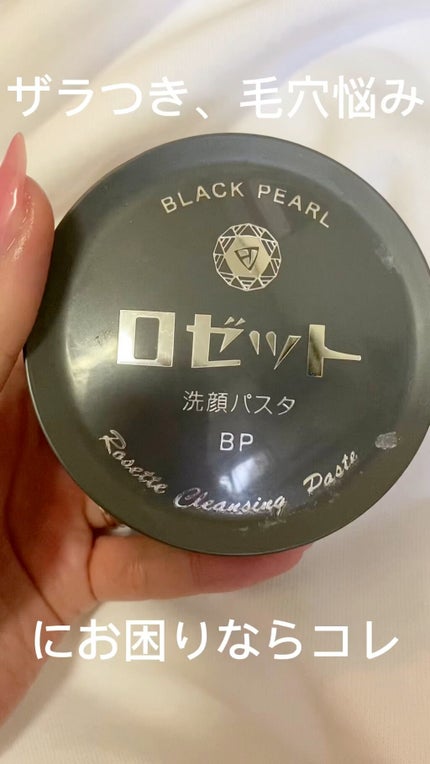 ザラつき、毛穴悩み
BLACK PEARL
ロゼット
洗顔パスタ
BP
Rosette Cleansing Paste
にお困りならコレ